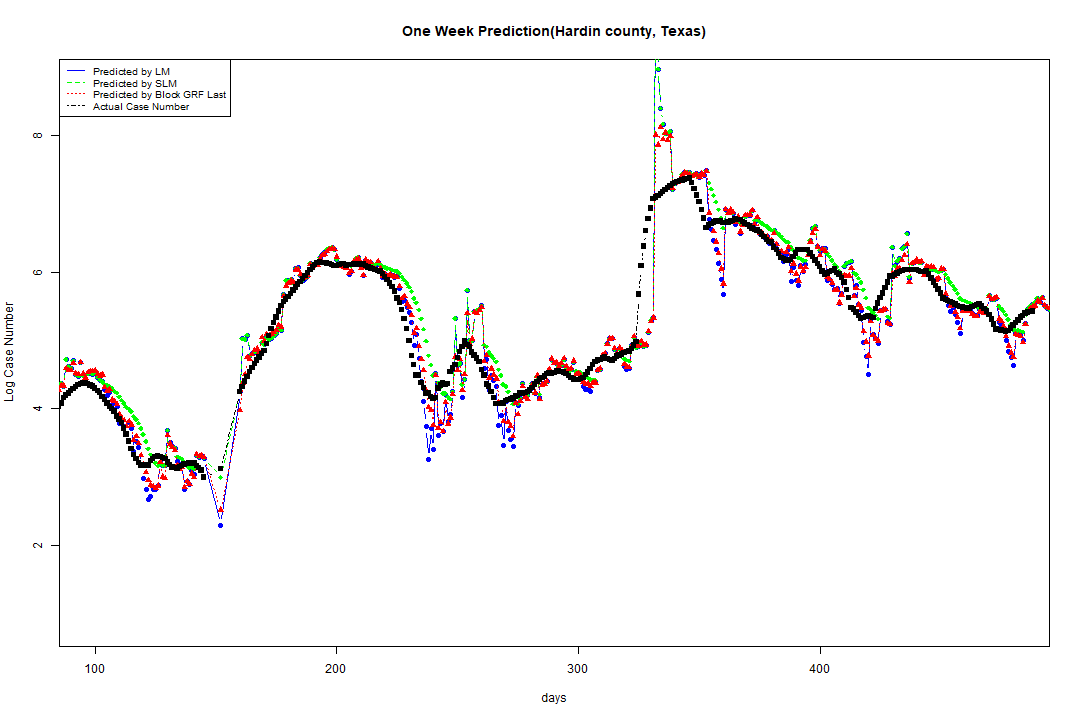 One Week Prediction(Hardin county, Texas)
Predicted by LM
Predicted by SLM
Predicted by Block GRF Last
Actual Case Number
8
6
4
2
Log Case Number
100 200 300 400
days